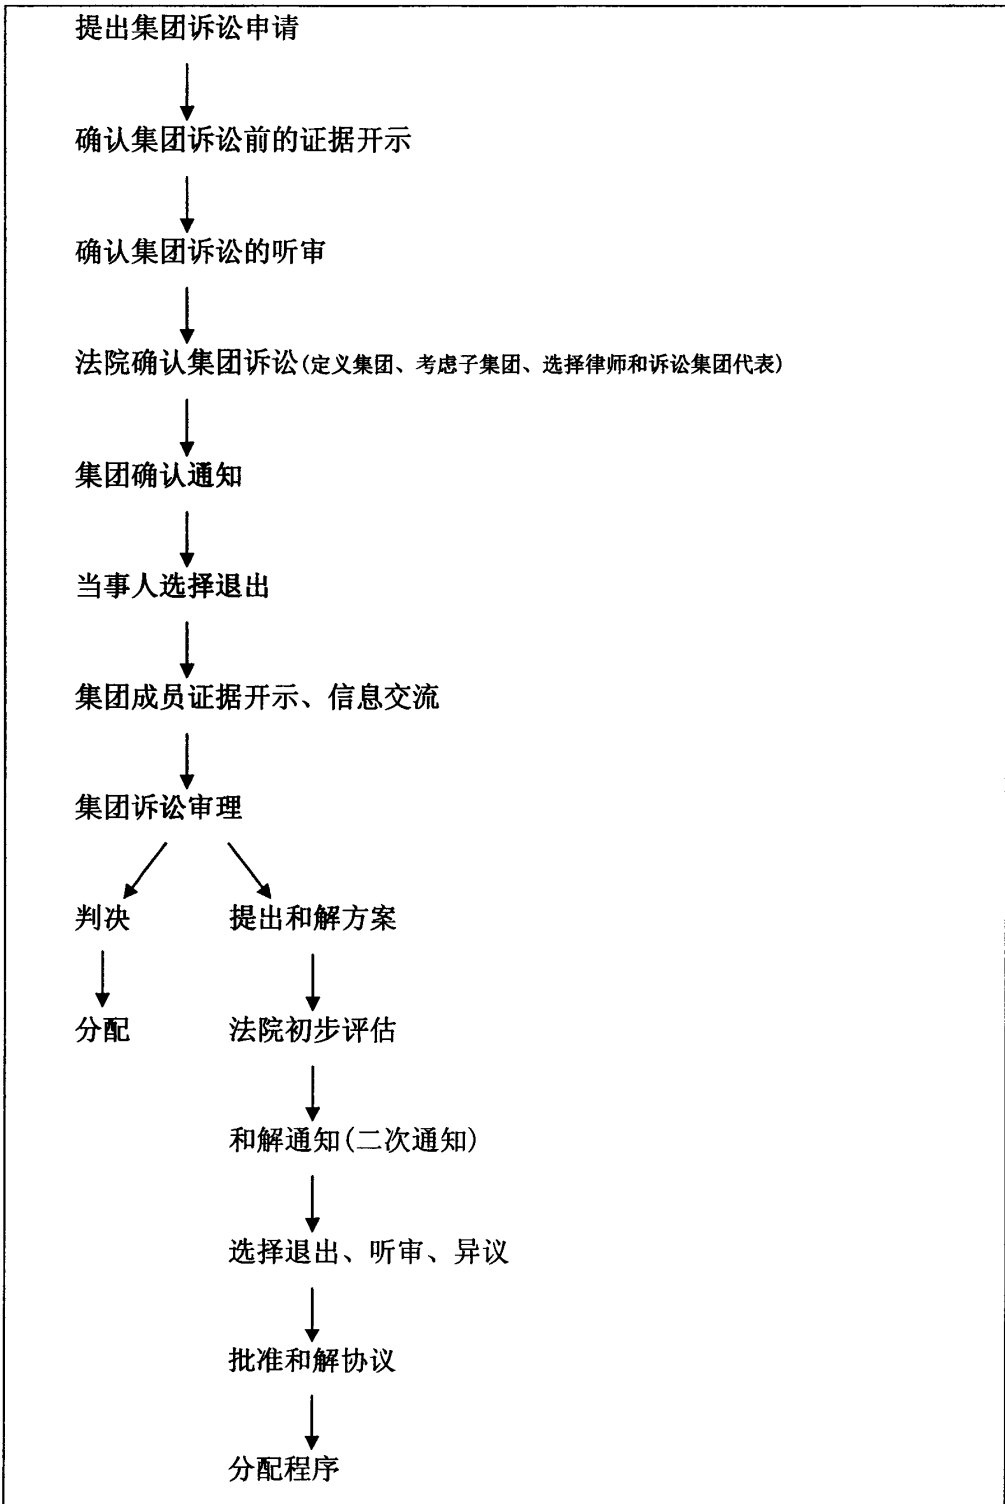 提出集团诉讼申请
确认集团诉讼前的证据开示
确认集团诉讼的听审
法院确认集团诉讼(定义集团、考虑子集团、选择律师和诉讼集团代表)
集团确认通知
当事人选择退出
集团成员证据开示、信息交流
集团诉讼审理
判决 提出和解方案
分配 法院初步评估
和解通知(二次通知)
选择退出、听审、异议
批准和解协议
分配程序